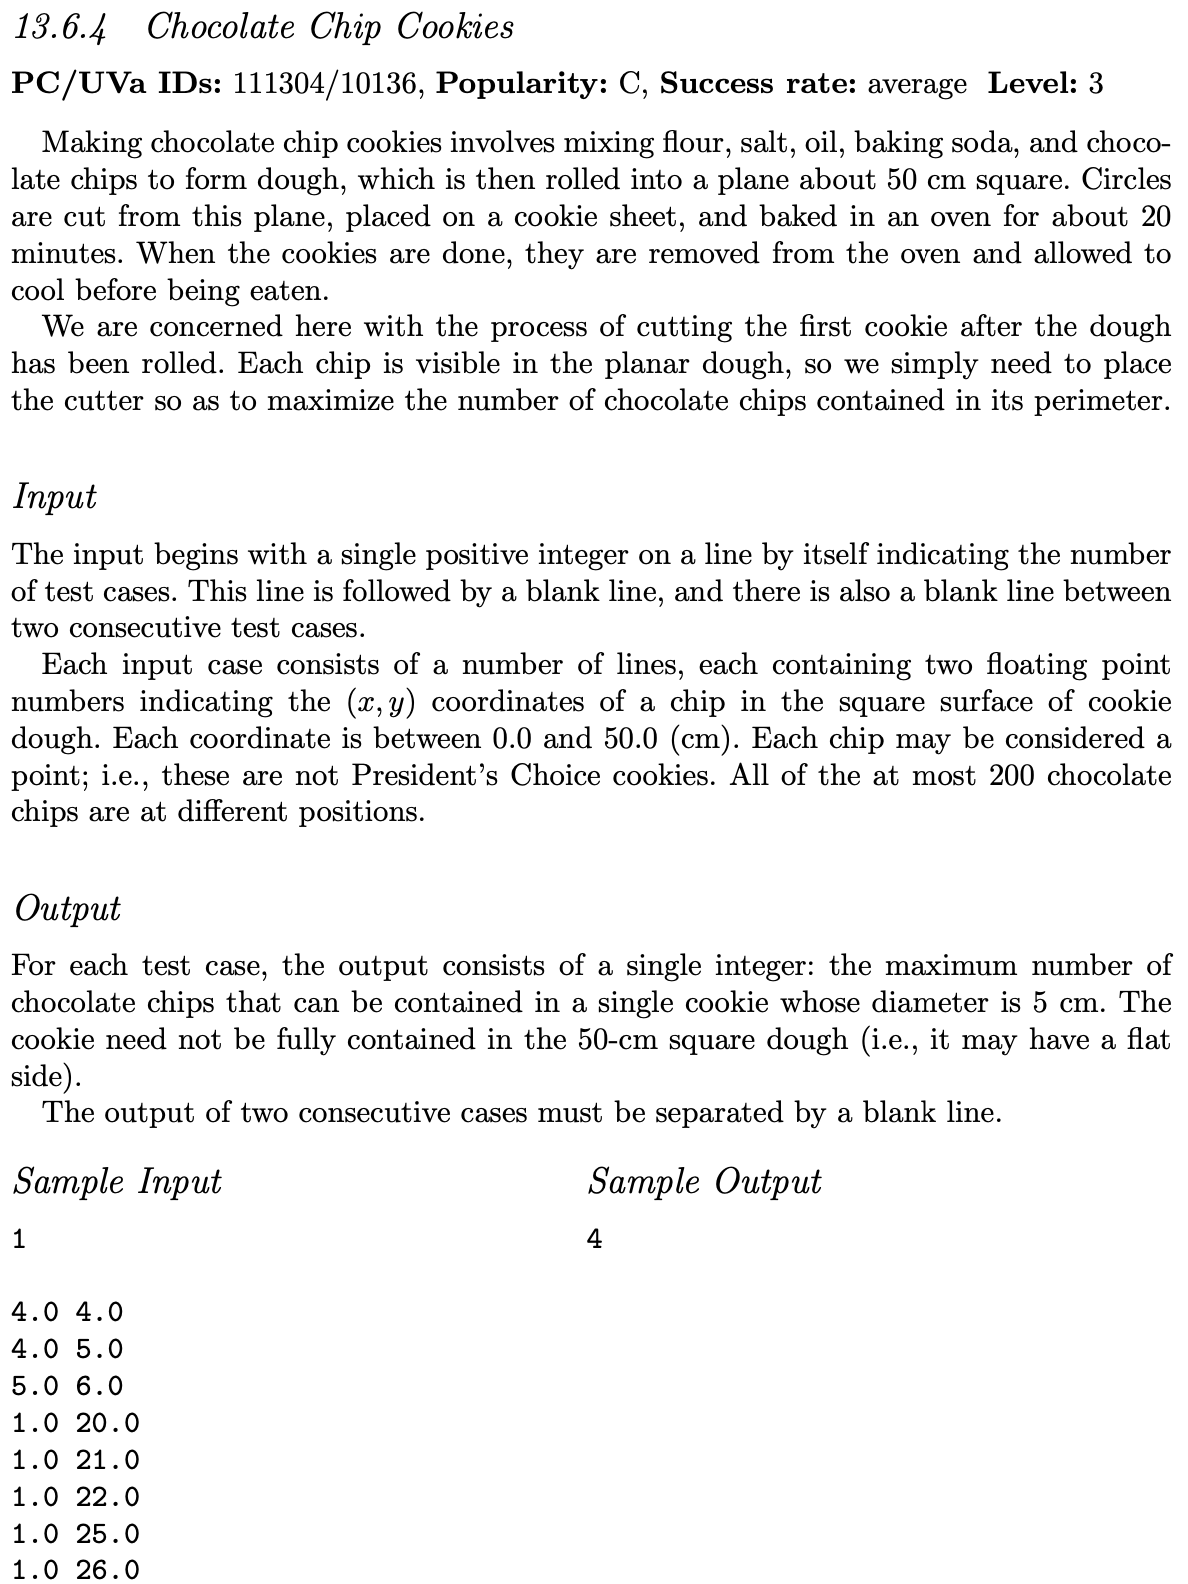 13.6.4 Chocolate Chip Cookies
PC/UVa IDs: 111304/10136, Popularity: C, Success rate: average Level: 3
Making chocolate chip cookies involves mixing flour, salt, oil, baking soda, and choco-
late chips to form dough, which is then rolled into a plane about 50 cm square. Circles
are cut from this plane, placed on a cookie sheet, and baked in an oven for about 20
minutes. When the cookies are done, they are removed from the oven and allowed to
cool before being eaten.
We are concerned here with the process of cutting the first cookie after the dough
has been rolled. Each chip is visible in the planar dough, so we simply need to place
the cutter so as to maximize the number of chocolate chips contained in its perimeter.
Input
The input begins with a single positive integer on a line by itself indicating the number
of test cases. This line is followed by a blank line, and there is also a blank line between
two consecutive test cases.
Each input case consists of a number of lines, each containing two floating point
numbers indicating the (x, y) coordinates of a chip in the square surface of cookie
dough. Each coordinate is between 0.0 and 50.0 (cm). Each chip may be considered a
point; i.e., these are not President's Choice cookies. All of the at most 200 chocolate
chips are at different positions.
Output
For each test case, the output consists of a single integer: the maximum number of
chocolate chips that can be contained in a single cookie whose diameter is 5 cm. The
cookie need not be fully contained in the 50-cm square dough (i.e., it may have a flat
side).
The output of two consecutive cases must be separated by a blank line.
Sample Input
1
4.0 4.0
4.0 5.0
5.0 6.0
1.0 20.0
1.0 21.0
1.0 22.0
1.0 25.0
1.0 26.0
Sample Output
4